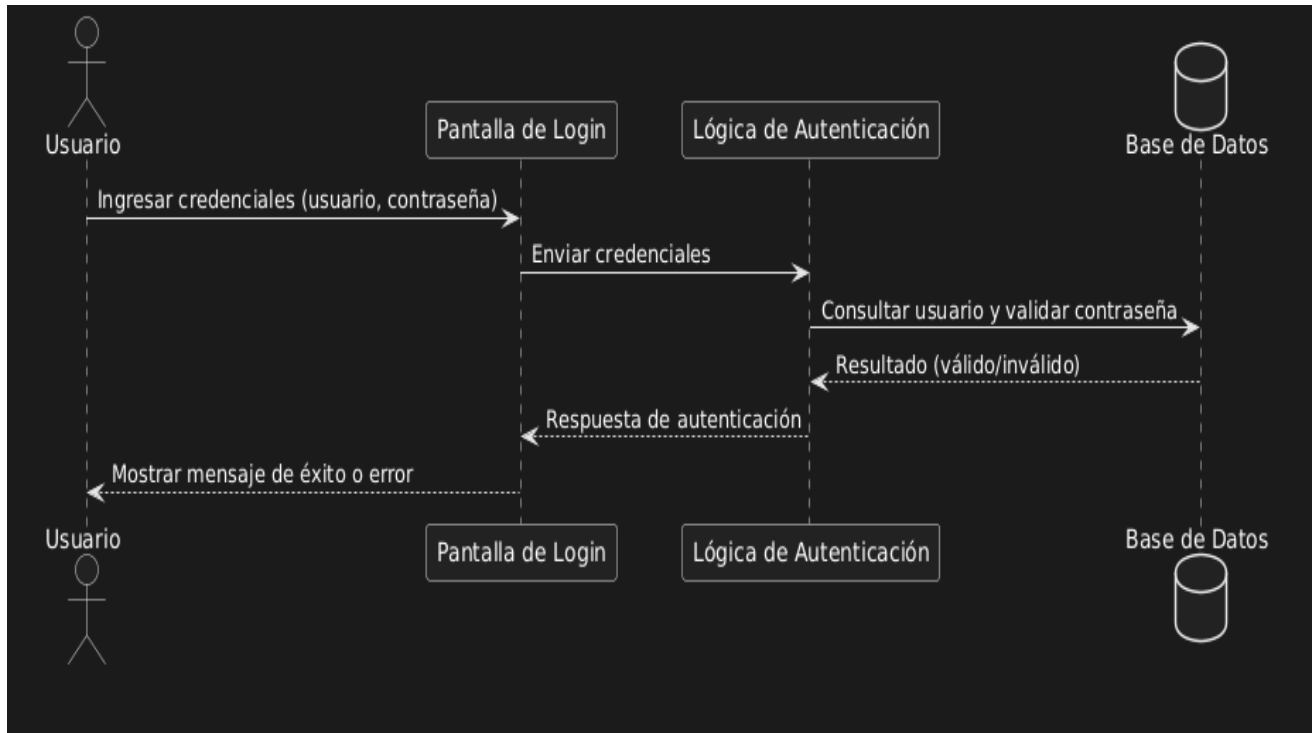 Usuario
Pantalla de Login
Lógica de Autenticación
Base de Datos
Ingresar credenciales (usuario, contraseña)
Enviar credenciales
Consultar usuario y validar contraseña
Resultado (válido/inválido)
Respuesta de autenticación
Mostrar mensaje de éxito o error
Usuario
Pantalla de Login
Lógica de Autenticación
Base de Datos